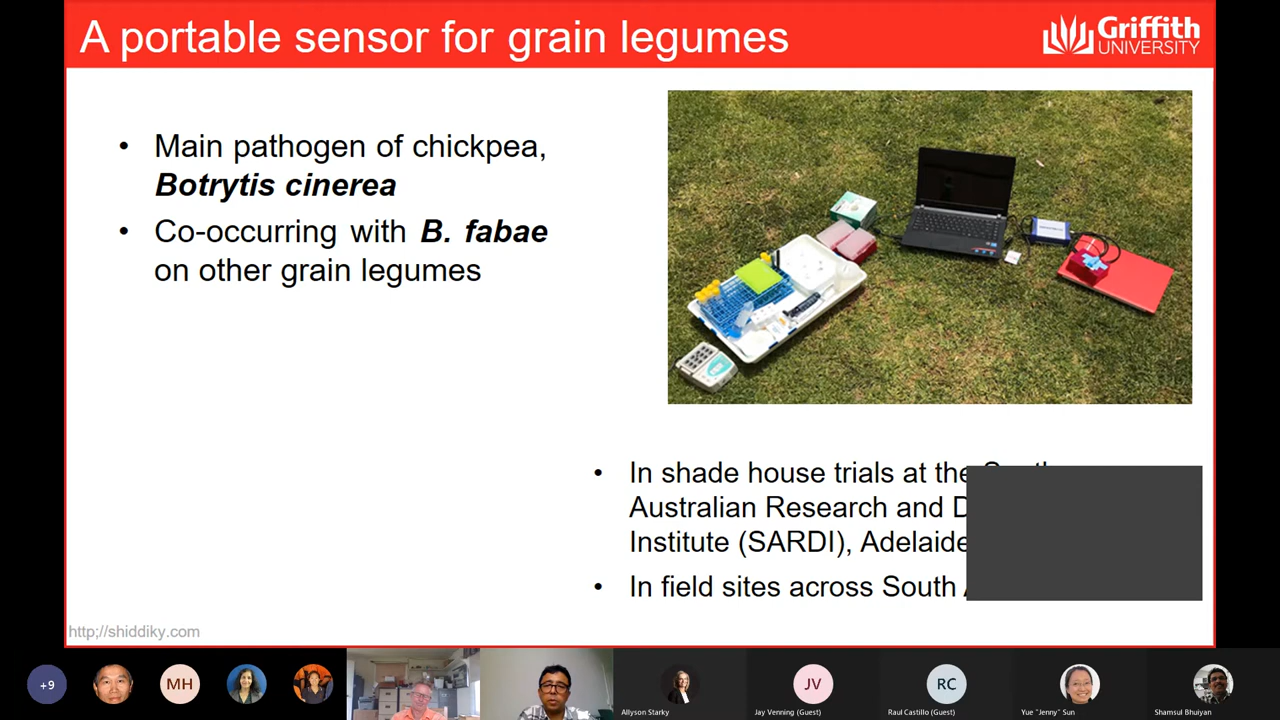 A portable sensor for grain legumes
Griffith
UNIVERSITY
• Main pathogen of chickpea,
Botrytis cinerea
• Co-occurring with B. fabae
on other grain legumes
• In shade house trials at the South
Australian Research and D
Institute (SARDI), Adelaide
• In field sites across South
http;//shiddiky.com
+9
MH
JV
RC
Allyson Starky
Jay Venning (Guest)
Raul Castillo (Guest)
Yue "Jenny" Sun
Shamsul Bhuiyan